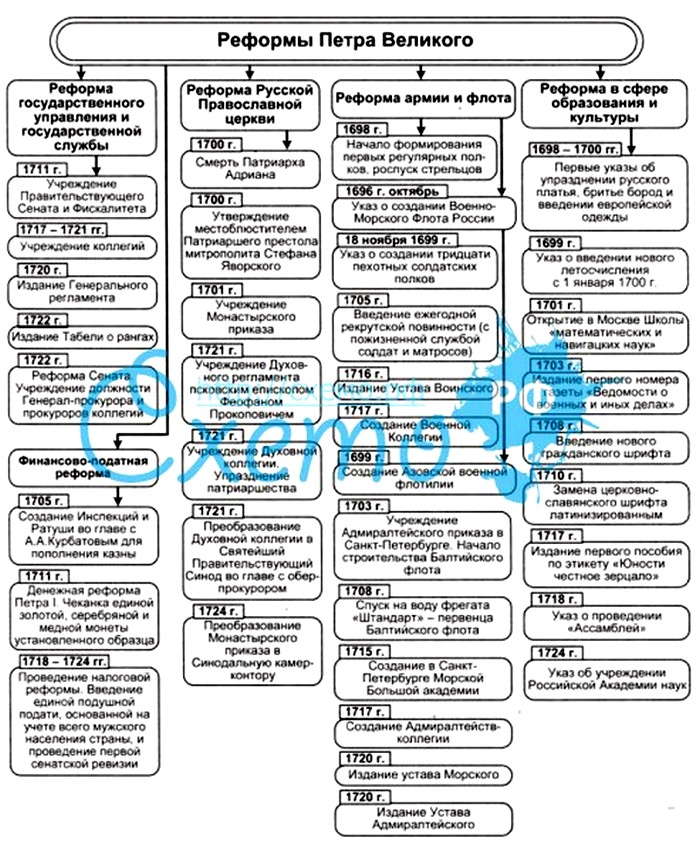 Реформы Петра Великого
Реформа
государственного
управления и
государственной
службы
1711 г.
Учреждение
Правительствующего
Сената и Фискалитета
1717 – 1721 гг.
Учреждение коллегий
1720 г.
Издание Генерального
регламента
1722 г.
Издание Табели о рангах
1722 г.
Реформа Сената
Учреждение должности
Генерал-прокурора и
прокуроров коллегий
Финансово-податная
реформа
1705 г.
Создание Инспекций и
Ратуши во главе с
А.А.Курбатовым для
пополнения казны
1711 г.
Денежная реформа
Петра I. Чеканка единой
золотой, серебряной и
медной монеты
установленного образца
1718 – 1724 гг.
Проведение налоговой
реформы. Введение
единой подушной
подати, основанной на
учете всего мужского
населения страны, и
проведение первой
сенатской ревизии
Реформа Русской
Православной
церкви
1700 г.
Смерть Патриарха
Адриана
1700 г.
Утверждение
местоблюстителем
Патриаршего престола
митрополита Стефана
Яворского
1701 г.
Учреждение
Монастырского
приказа
1721 г.
Учреждение Духов-
ного регламента
псковским епископом
Феофаном
Прокоповичем
1721 г.
Учреждение Духовной
коллегии.
Упразднение
патриаршества
1721 г.
Преобразование
Духовной коллегии в
Святейший
Правительствующий
Синод во главе с обер-
прокурором
1724 г.
Преобразование
Монастырского
приказа в
Синодальную камер-
контору
Реформа армии и флота
1698 г.
Начало формирования
первых регулярных пол-
ков, роспуск стрельцов
1696 г. октябрь
Указ о создании Военно-
Морского Флота России
18 ноября 1699 г.
Указ о создании тридцати
пехотных солдатских
полков
1705 г.
Введение ежегодной
рекрутской повинности (с
пожизненной службой
солдат и матросов)
1716 г.
Издание Устава Воинского
1717 г.
Создание Военной
Коллегии
1699 г.
Создание Азовской военной
флотилии
1703 г.
Учреждение
Адмиралтейского приказа в
Санкт-Петербурге. Начало
строительства Балтийского
флота
1708 г.
Спуск на воду фрегата
«Штандарт» – первенца
Балтийского флота
1715 г.
Создание в Санкт-
Петербурге Морской
Большой академии
1717 г.
Создание Адмиралтейств-
коллегии
1720 г.
Издание устава Морского
1720 г.
Издание Устава
Адмиралтейского
Реформа в сфере
образования и
культуры
1698 – 1700 гг.
Первые указы об
упразднении русского
платья, бритье бород и
введении европейской
одежды
1699 г.
Указ о введении нового
летосчисления
с 1 января 1700 г.
1701 г.
Открытие в Москве Школы
«математических и
навигацких наук»
1703 г.
Издание первого номера
газеты «Ведомости о
военных и иных делах»
1708 г.
Введение нового
гражданского шрифта
1710 г.
Замена церковно-
славянского шрифта
латинизированным
1717 г.
Издание первого пособия
по этикету «Юности
честное зерцало»
1718 г.
Указ о проведении
«Ассамблей»
1724 г.
Указ об учреждении
Российской Академии наук
Схемо
РФ